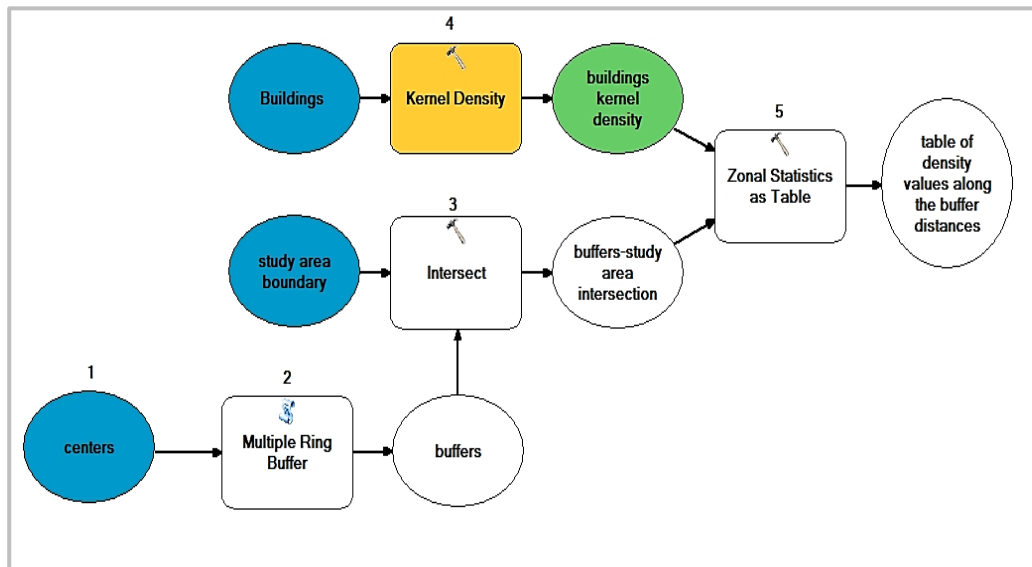 4
Buildings
Kernel Density
buildings
kernel
density
5
Zonal Statistics
as Table
table of
density
values along
the buffer
distances
3
study area
boundary
Intersect
buffers-study
area
intersection
1
centers
2
Multiple Ring
Buffer
buffers